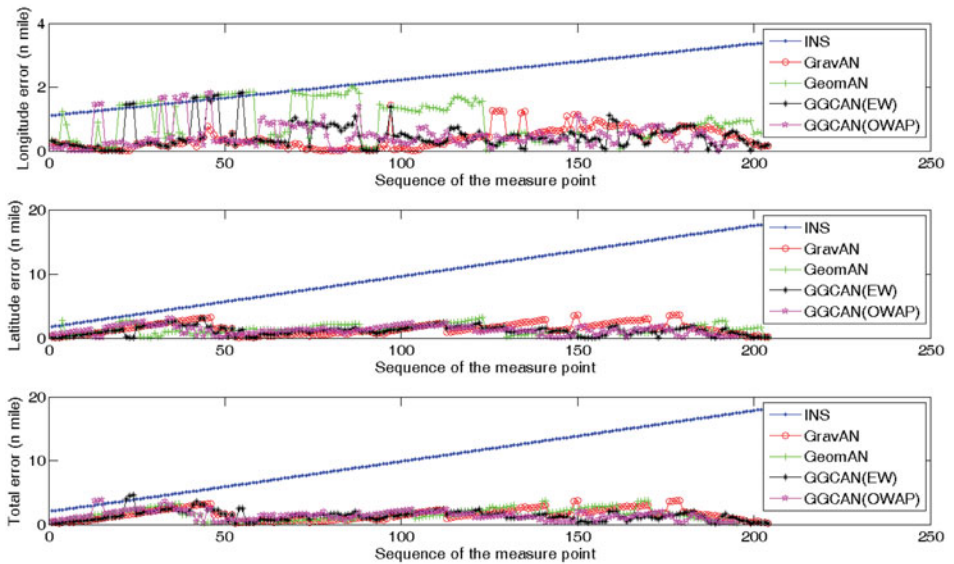 Longitude error (n mile)
4
2
0
0
50
100
150
200
250
Sequence of the measure point
INS
GravAN
GeomAN
GGCAN(EW)
GGCAN(OWAP)
Latitude error (n mile)
20
10
0
0
50
100
150
200
250
Sequence of the measure point
INS
GravAN
GeomAN
GGCAN(EW)
GGCAN(OWAP)
Total error (n mile)
20
10
0
0
50
100
150
200
250
Sequence of the measure point
INS
GravAN
GeomAN
GGCAN(EW)
GGCAN(OWAP)